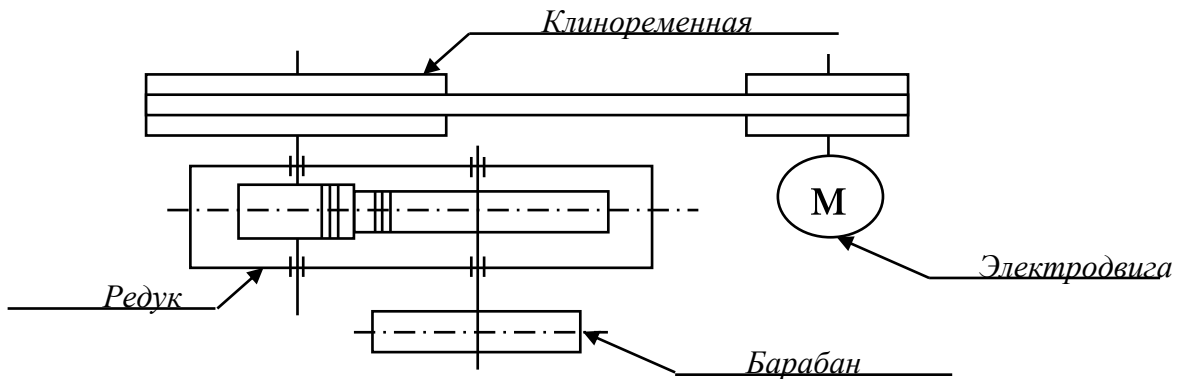 Клиноременная
М
Электродвига
Редук
Барабан